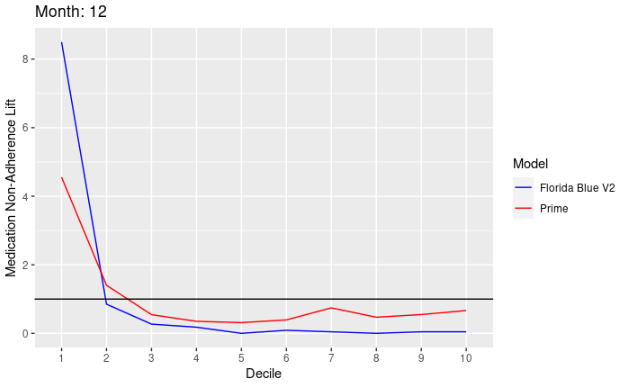 Month: 12
Medication Non-Adherence Lift
8
6
4
2
0
1 2 3 4 5 6 7 8 9 10
Decile
Model
Florida Blue V2
Prime